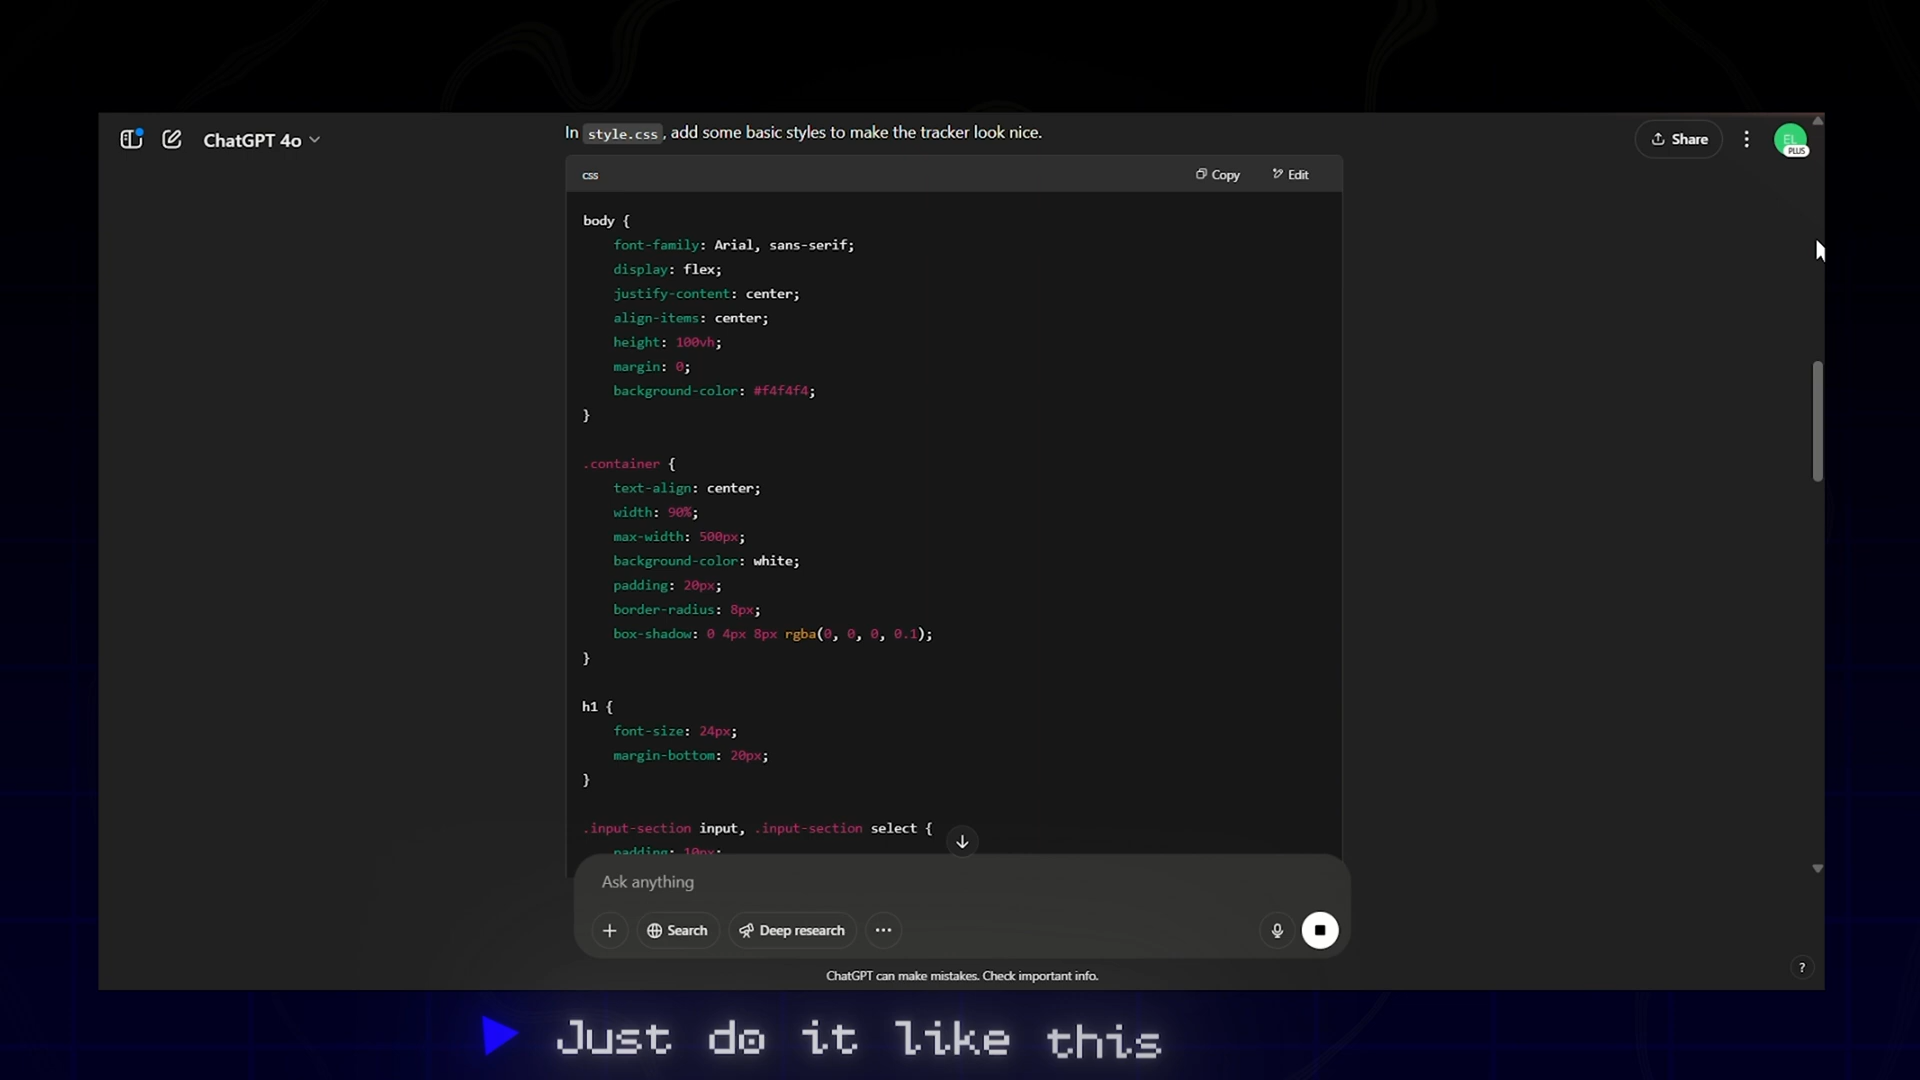 ChatGPT 4o
In style.css, add some basic styles to make the tracker look nice.
Share
EL
PLUS
css
Copy
Edit
body {
    font-family: Arial, sans-serif;
    display: flex;
    justify-content: center;
    align-items: center;
    height: 100vh;
    margin: 0;
    background-color: #f4f4f4;
}
.container {
    text-align: center;
    width: 90%;
    max-width: 500px;
    background-color: white;
    padding: 20px;
    border-radius: 8px;
    box-shadow: 0 4px 8px rgba(0, 0, 0, 0.1);
}
h1 {
    font-size: 24px;
    margin-bottom: 20px;
}
.input-section input, .input-section select {
    padding: 10px;
Ask anything
Search
Deep research
ChatGPT can make mistakes. Check important info.
?
Just do it like this